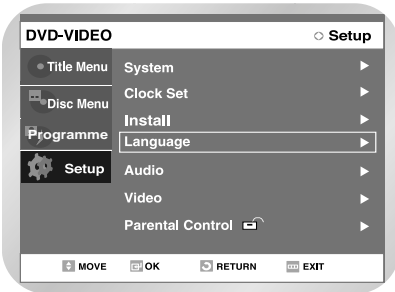 DVD-VIDEO
Setup
Title Menu
Disc Menu
Programme
Setup
System
Clock Set
Install
Language
Audio
Video
Parental Control
MOVE OK RETURN EXIT